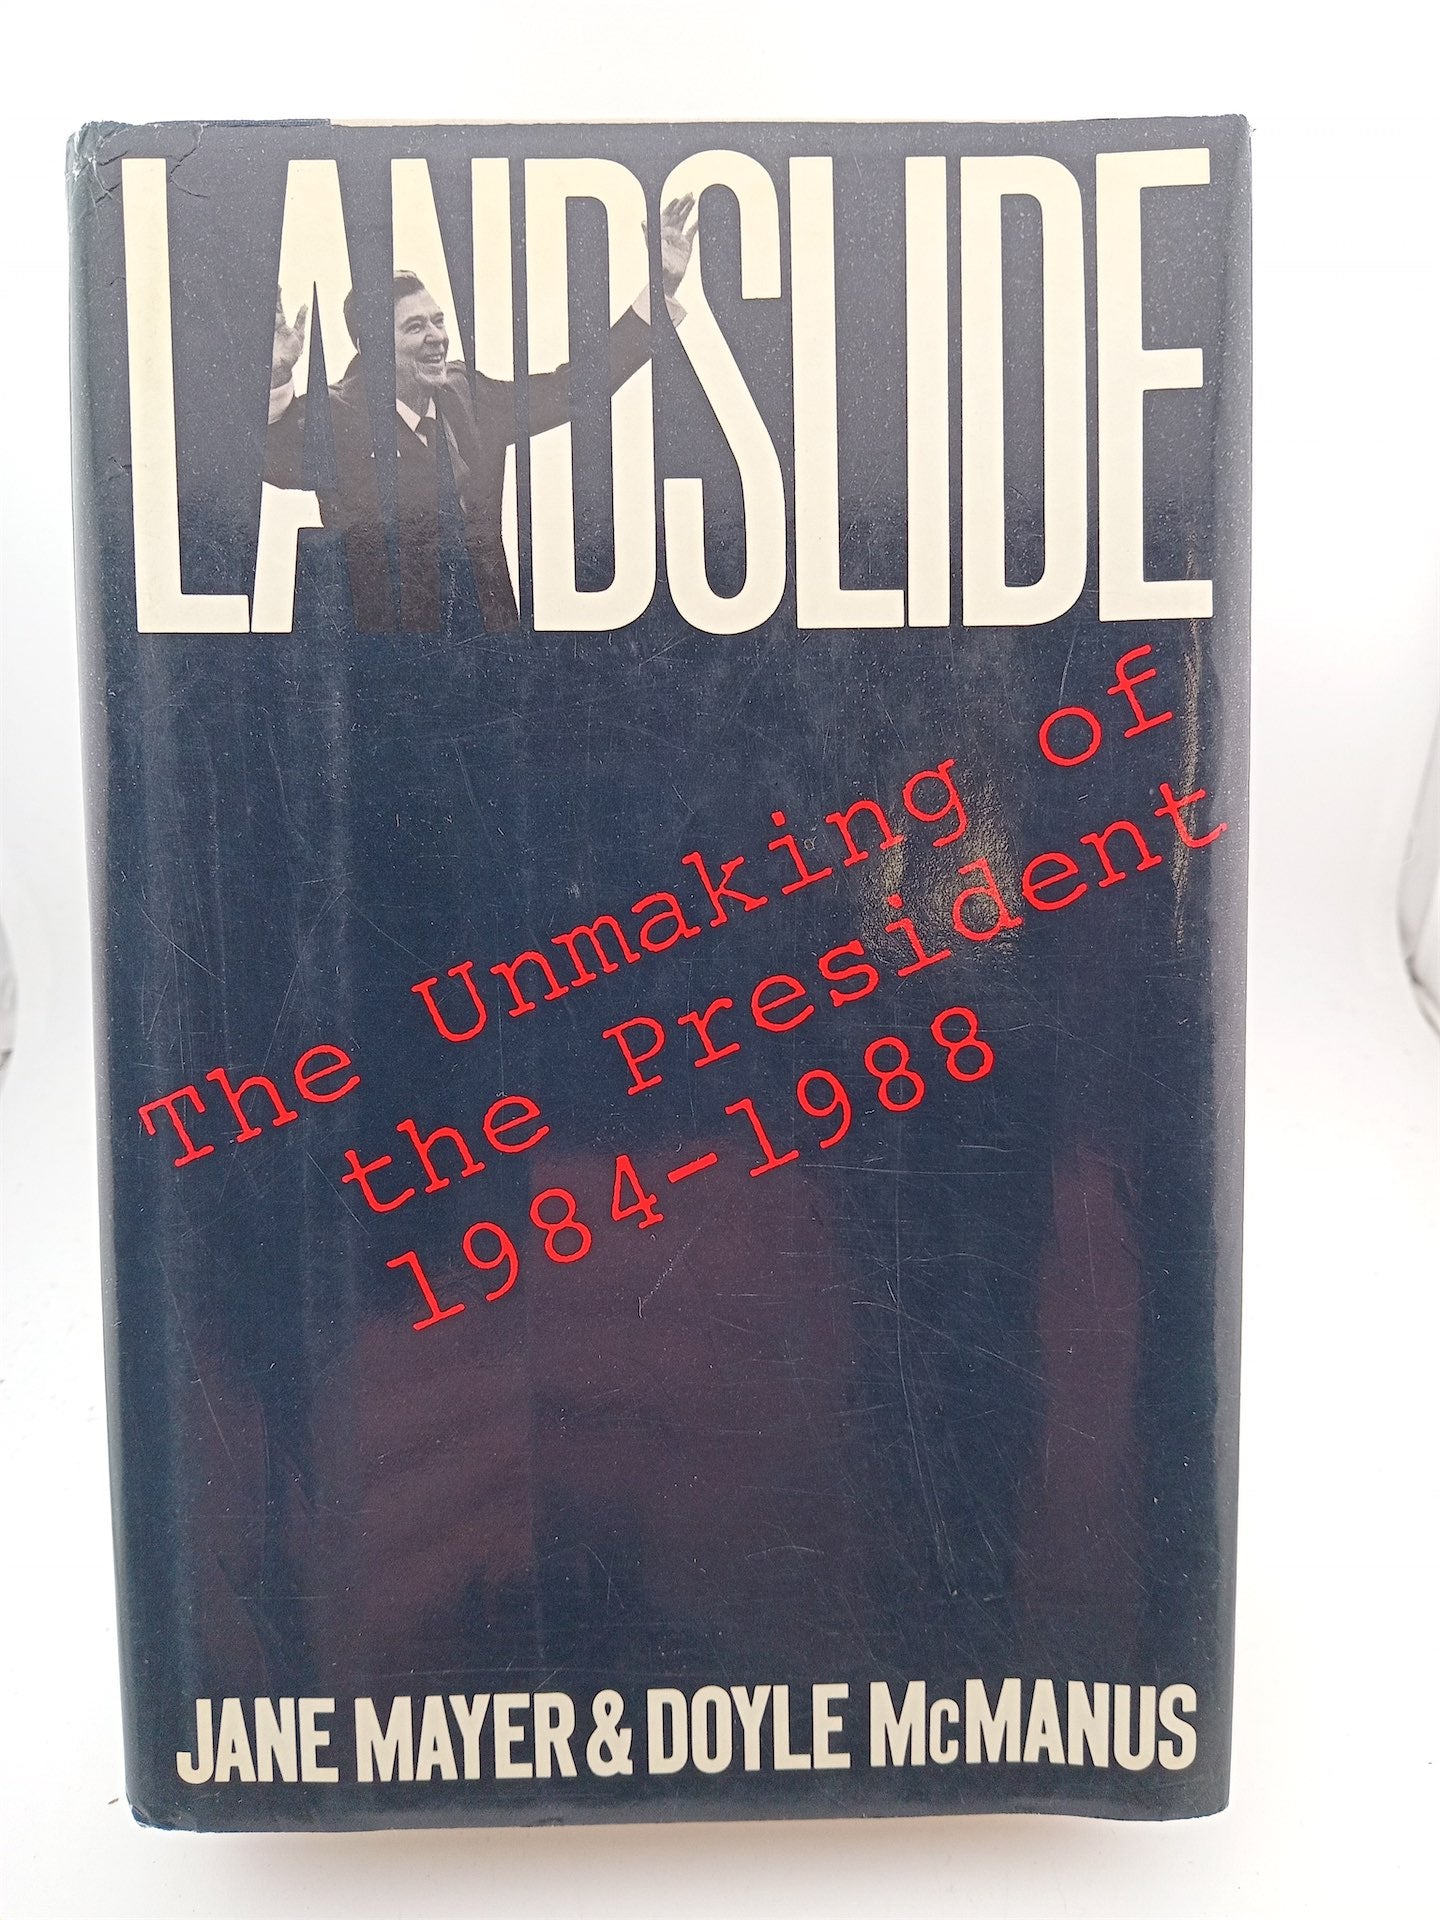 LANDSLIDE
The Unmaking of
the President
1984-1988
JANE MAYER & DOYLE McMANUS